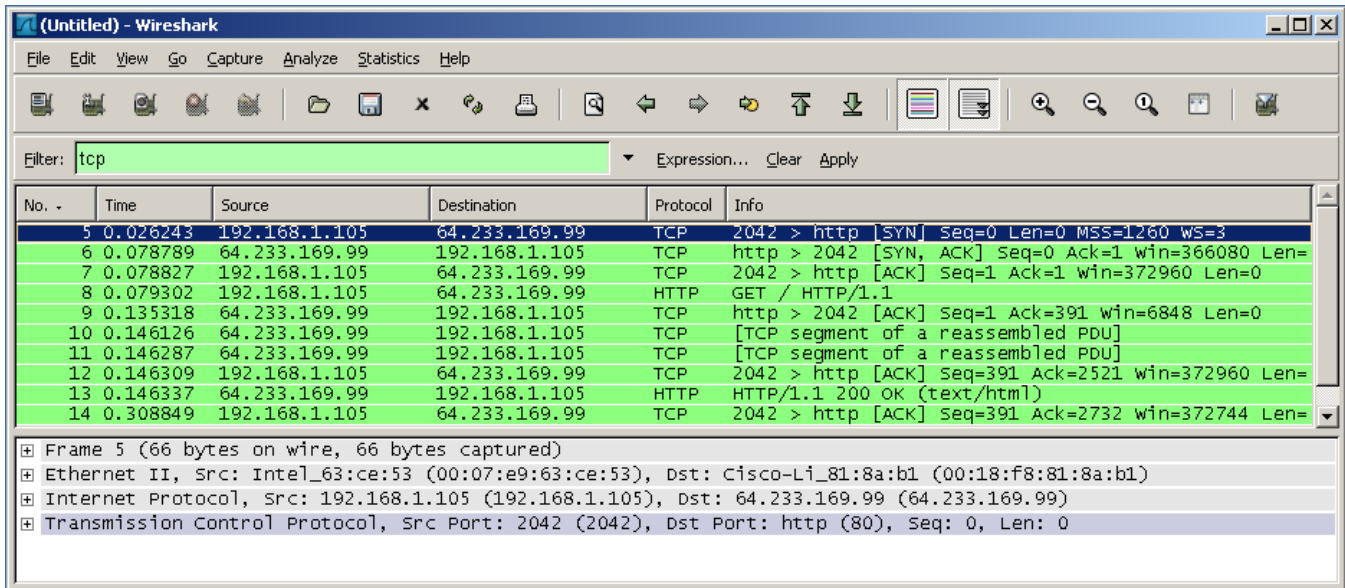 (Untitled) - Wireshark
File Edit View Go Capture Analyze Statistics Help
Filter: tcp Expression... Clear Apply
No. Time Source Destination Protocol Info
5 0.026243 192.168.1.105 64.233.169.99 TCP 2042 > http [SYN] Seq=0 Len=0 MSS=1260 WS=3
6 0.078789 64.233.169.99 192.168.1.105 TCP http > 2042 [SYN, ACK] Seq=0 Ack=1 Win=366080 Len=
7 0.078827 192.168.1.105 64.233.169.99 TCP 2042 > http [ACK] Seq=1 Ack=1 Win=372960 Len=0
8 0.079302 192.168.1.105 64.233.169.99 HTTP GET / HTTP/1.1
9 0.135318 64.233.169.99 192.168.1.105 TCP http > 2042 [ACK] Seq=1 Ack=391 Win=6848 Len=0
10 0.146126 64.233.169.99 192.168.1.105 TCP [TCP segment of a reassembled PDU]
11 0.146287 64.233.169.99 192.168.1.105 TCP [TCP segment of a reassembled PDU]
12 0.146309 192.168.1.105 64.233.169.99 TCP 2042 > http [ACK] Seq=391 Ack=2521 Win=372960 Len=
13 0.146337 64.233.169.99 192.168.1.105 HTTP HTTP/1.1 200 OK (text/html)
14 0.308849 192.168.1.105 64.233.169.99 TCP 2042 > http [ACK] Seq=391 Ack=2732 Win=372744 Len=
Frame 5 (66 bytes on wire, 66 bytes captured)
Ethernet II, Src: Intel_63:ce:53 (00:07:e9:63:ce:53), Dst: Cisco-Li_81:8a:b1 (00:18:f8:81:8a:b1)
Internet Protocol, Src: 192.168.1.105 (192.168.1.105), Dst: 64.233.169.99 (64.233.169.99)
Transmission Control Protocol, Src Port: 2042 (2042), Dst Port: http (80), Seq: 0, Len: 0